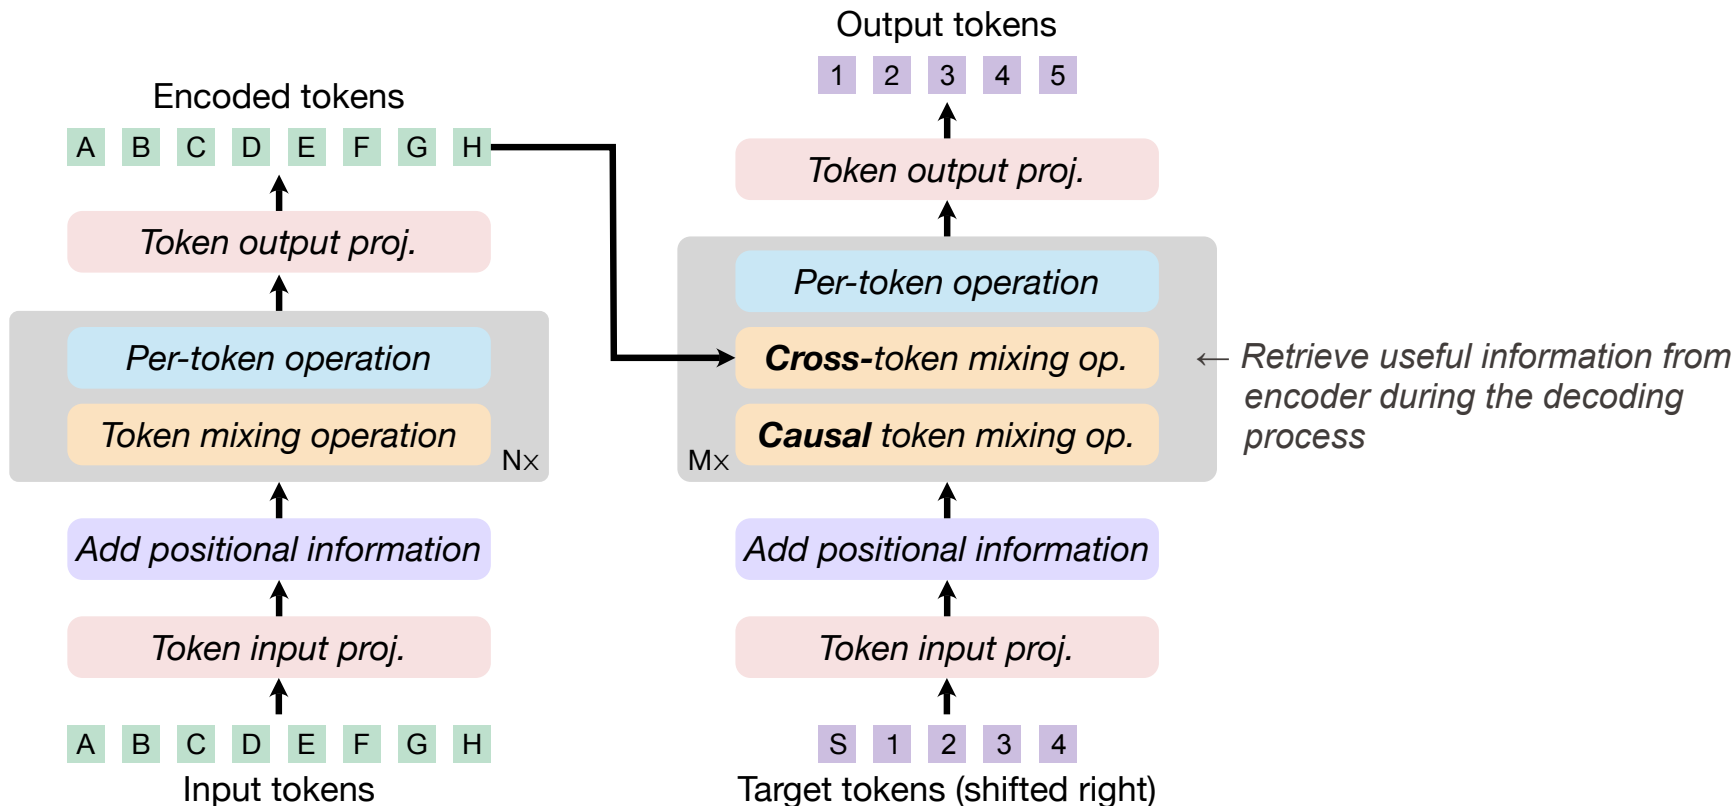 Encoded tokens
A B C D E F G H
Token output proj.
Per-token operation
Token mixing operation
N×
Add positional information
Token input proj.
A B C D E F G H
Input tokens
Output tokens
1 2 3 4 5
Token output proj.
Per-token operation
Cross-token mixing op.
Causal token mixing op.
M×
Add positional information
Token input proj.
S 1 2 3 4
Target tokens (shifted right)
← Retrieve useful information from
encoder during the decoding
process